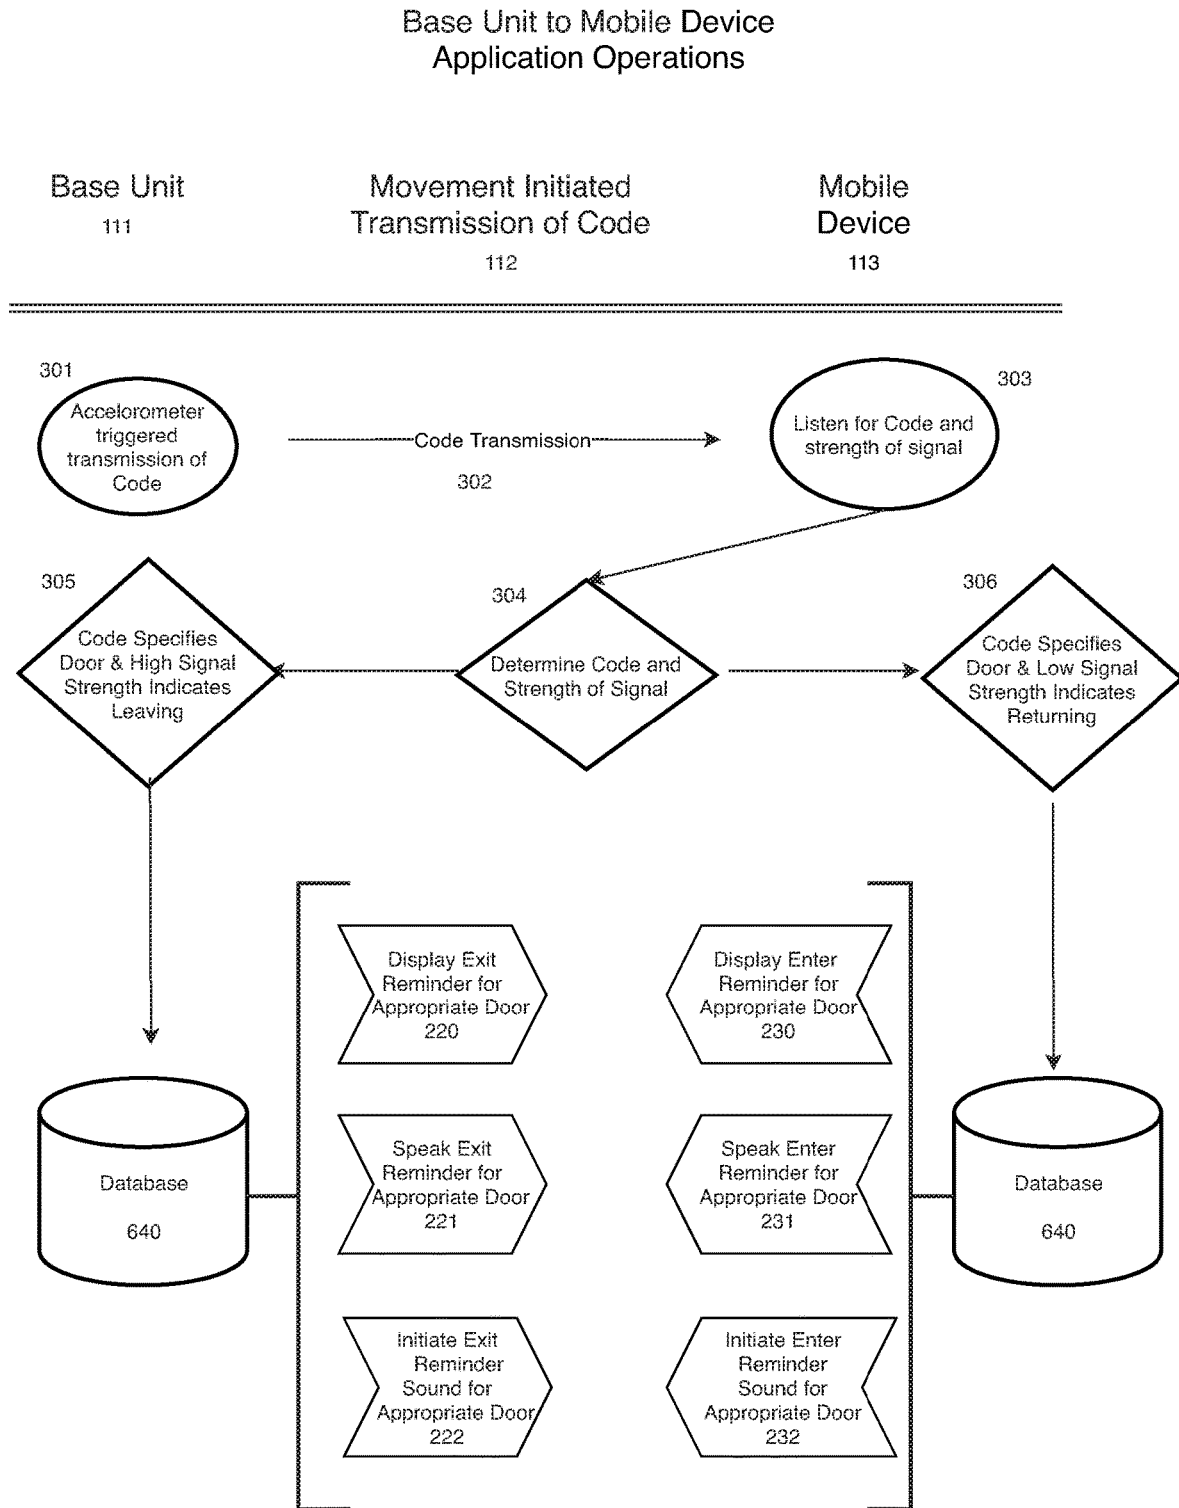 Base Unit to Mobile Device
Application Operations
Base Unit
111
Movement Initiated
Transmission of Code
112
Mobile
Device
113
301
Accelorometer
triggered
transmission of
Code
Code Transmission
302
303
Listen for Code and
strength of signal
305
Code Specifies
Door & High Signal
Strength Indicates
Leaving
304
Determine Code and
Strength of Signal
306
Code Specifies
Door & Low Signal
Strength Indicates
Returning
Display Exit
Reminder for
Appropriate Door
220
Display Enter
Reminder for
Appropriate Door
230
Database
640
Speak Exit
Reminder for
Appropriate Door
221
Speak Enter
Reminder for
Appropriate Door
231
Database
640
Initiate Exit
Reminder
Sound for
Appropriate Door
222
Initiate Enter
Reminder
Sound for
Appropriate Door
232